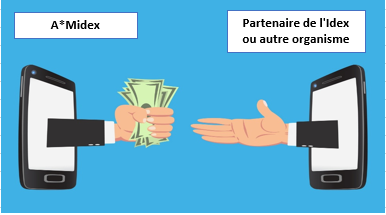 A*Midex
Partenaire de l'Idex
ou autre organisme